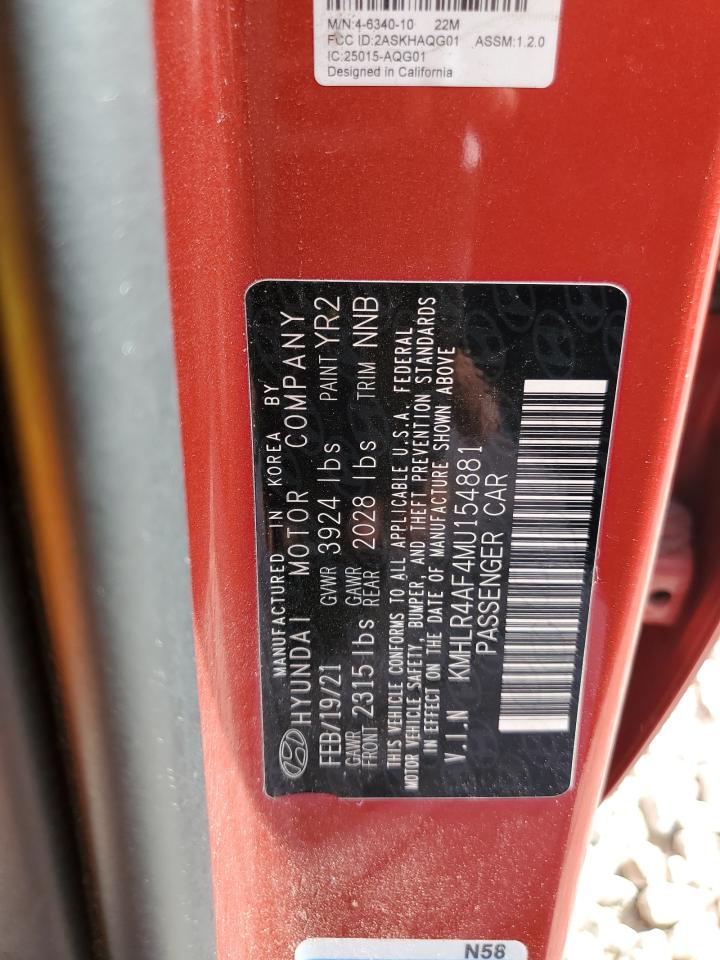 M/N:4-6340-10 22M
FCC ID:2ASKHAQG01 ASSM:1.2.0
IC:25015-AQG01
Designed in California
MANUFACTURED IN KOREA BY
HYUNDAI MOTOR COMPANY
FEB/19/21 GVWR 3924 lbs PAINT YR2
GAWR FRONT 2315 lbs GAWR REAR 2028 lbs TRIM NNB
THIS VEHICLE CONFORMS TO ALL APPLICABLE U.S.A. FEDERAL
MOTOR VEHICLE SAFETY, BUMPER, AND THEFT PREVENTION STANDARDS
IN EFFECT ON THE DATE OF MANUFACTURE SHOWN ABOVE
V.I.N KMHLR4AF4MU154881
PASSENGER CAR
N58